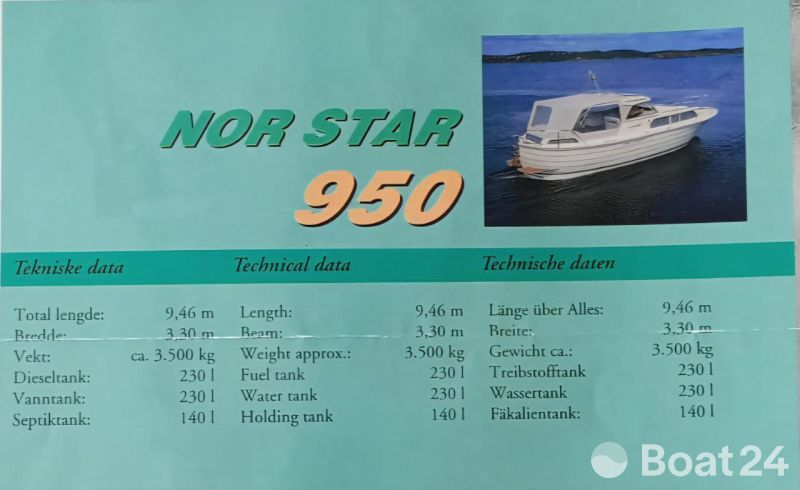 NOR STAR
950
Tekniske data
Total lengde: 9,46 m
Bredde: 3,30 m
Vekt: ca. 3.500 kg
Dieseltank: 230 l
Vanntank: 230 l
Septiktank: 140 l
Technical data
Length: 9,46 m
Beam: 3,30 m
Weight approx.: 3.500 kg
Fuel tank 230 l
Water tank 230 l
Holding tank 140 l
Technische daten
Länge über Alles: 9,46 m
Breite: 3,30 m
Gewicht ca.: 3.500 kg
Treibstofftank 230 l
Wassertank 230 l
Fäkalientank: 140 l
Boat24